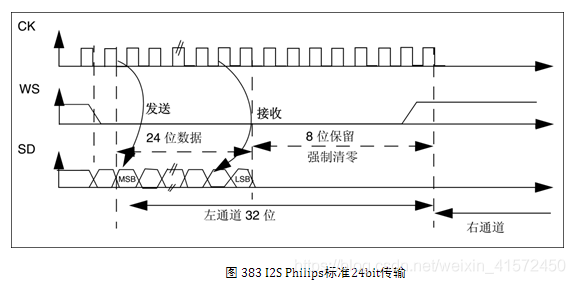 CK
WS
发送
接收
24 位数据
8 位保留
强制清零
SD
MSB
LSB
左通道 32 位
右通道
https://blog.csdn.net/weixin_41572450
图 383 I2S Philips标准24bit传输